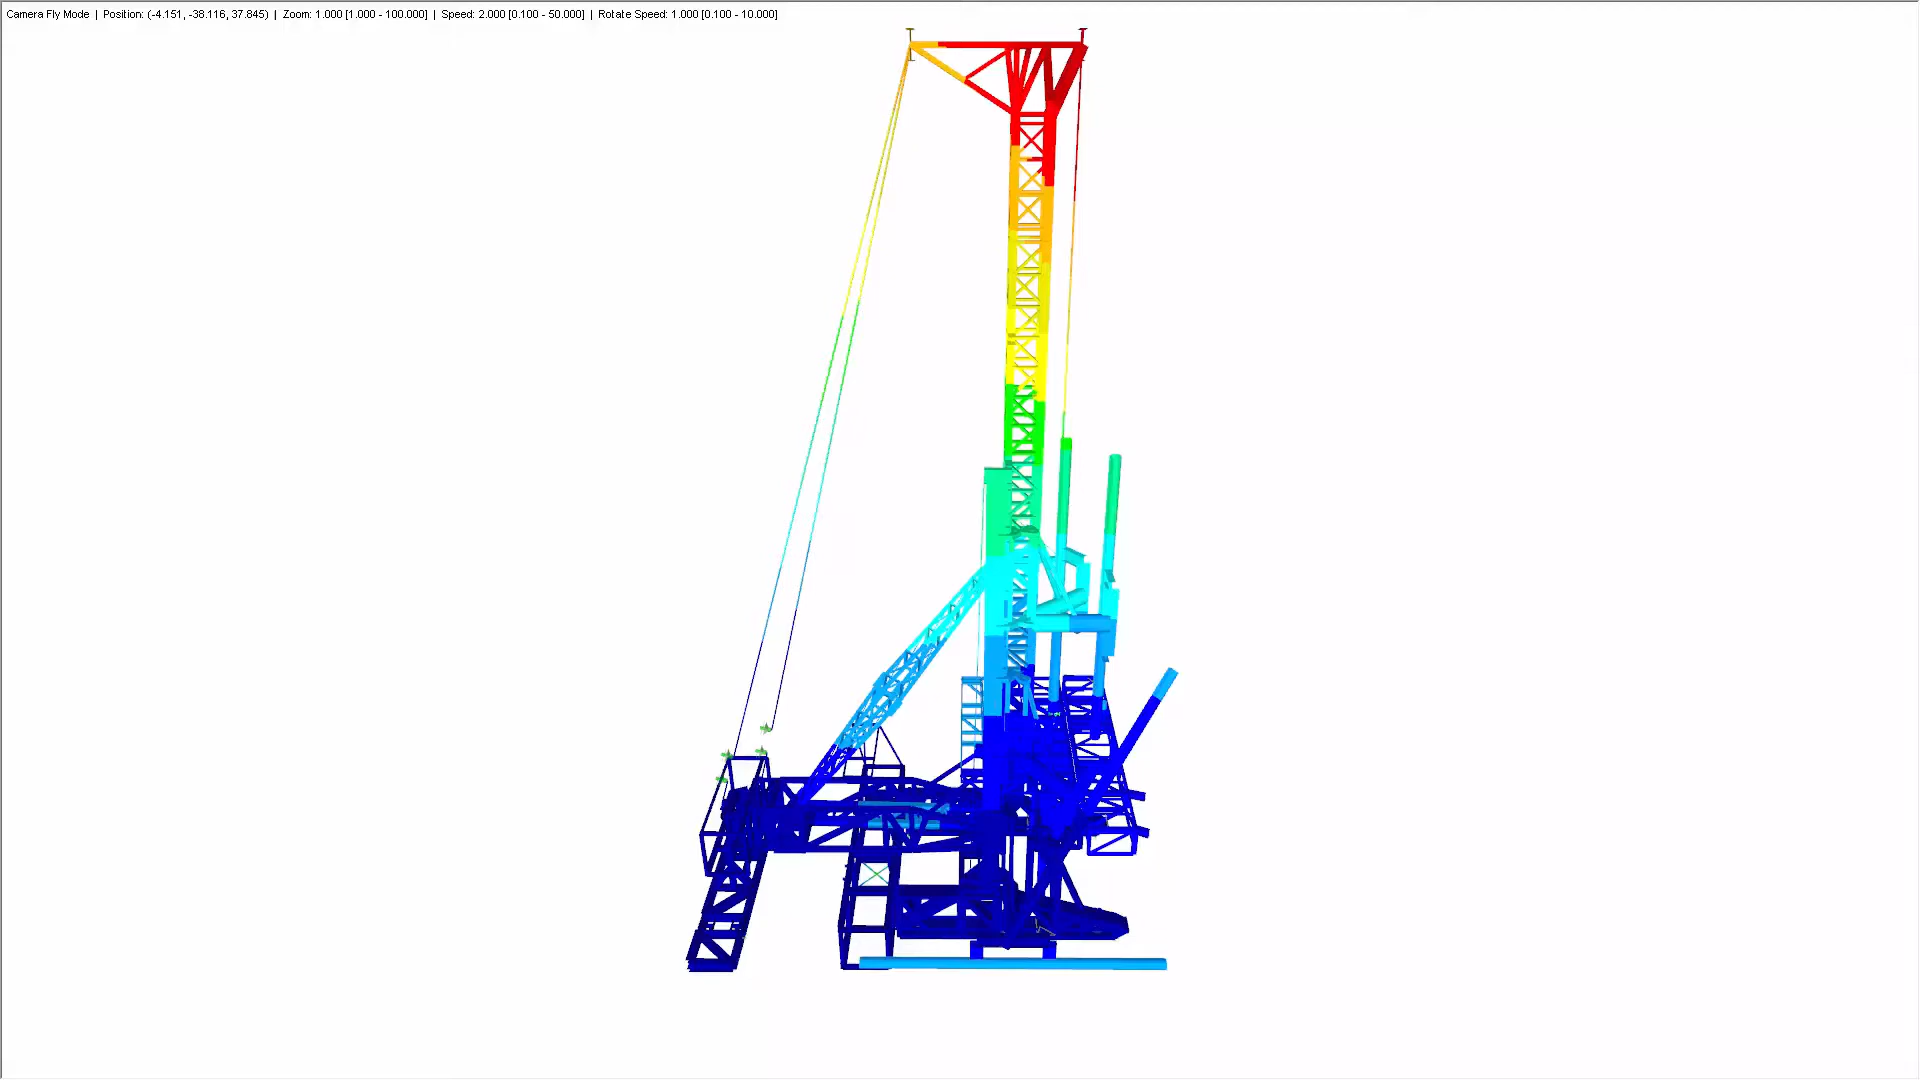 Camera Fly Mode | Position: (-4.151, -38.116, 37.845) | Zoom: 1.000 [1.000 - 100.000] | Speed: 2.000 [0.100 - 50.000] | Rotate Speed: 1.000 [0.100 - 10.000]